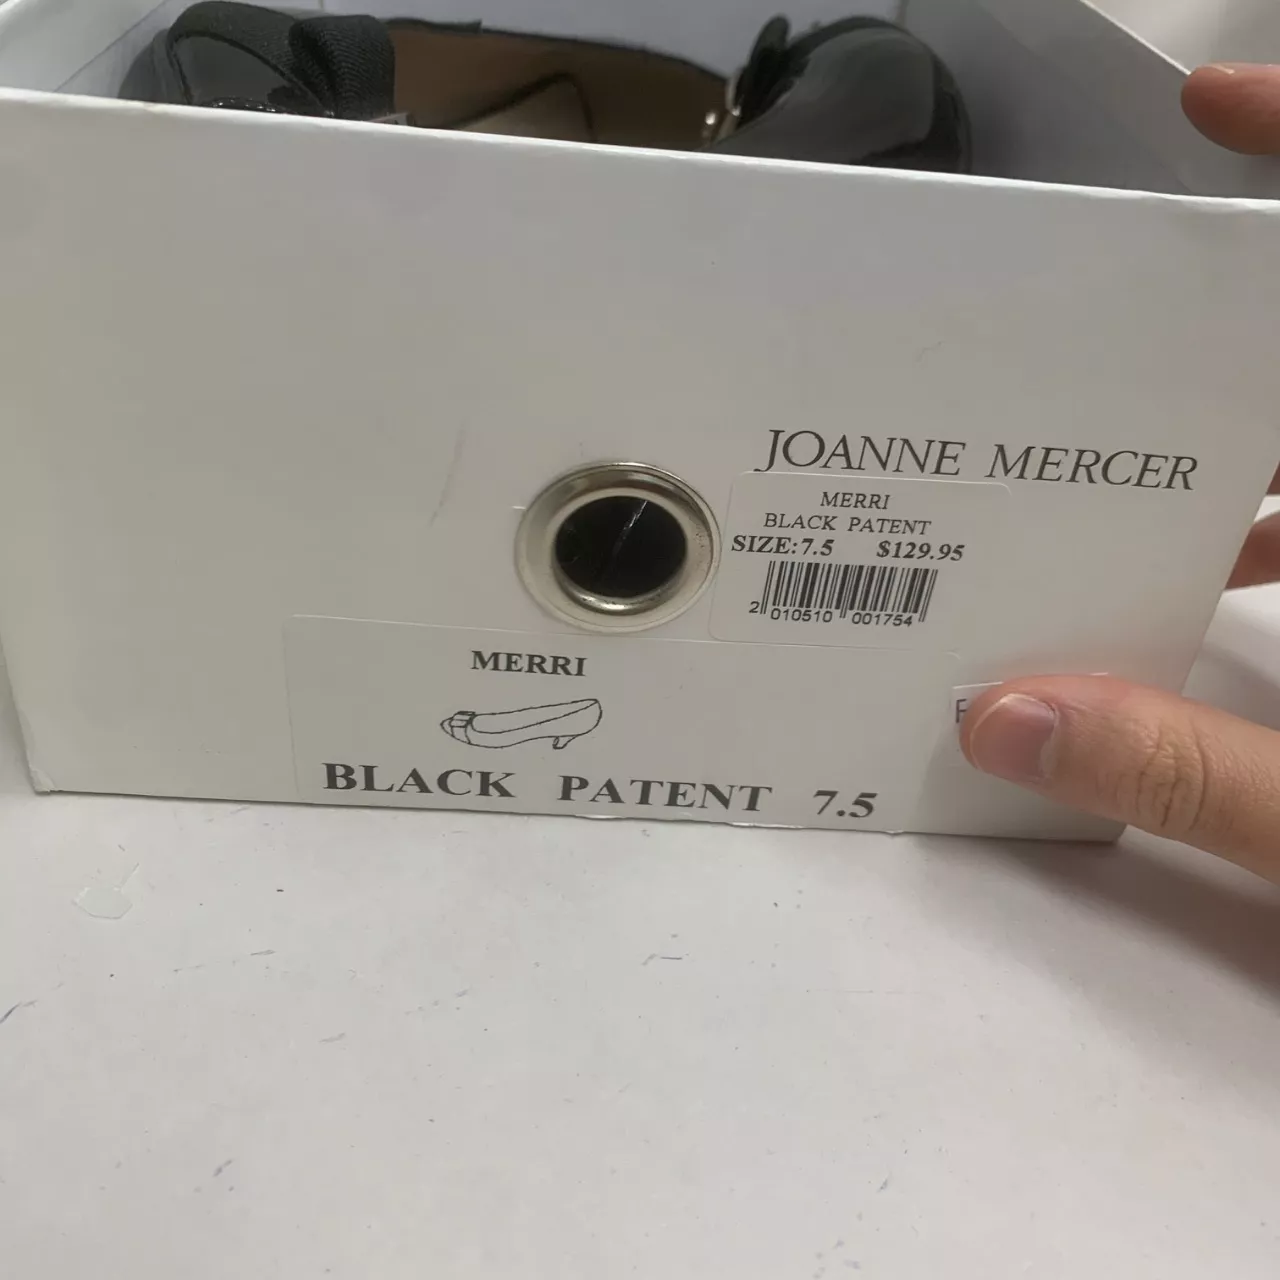 JOANNE MERCER
MERRI
BLACK PATENT
SIZE:7.5 $129.95
2 010510 001754
MERRI
BLACK PATENT 7.5